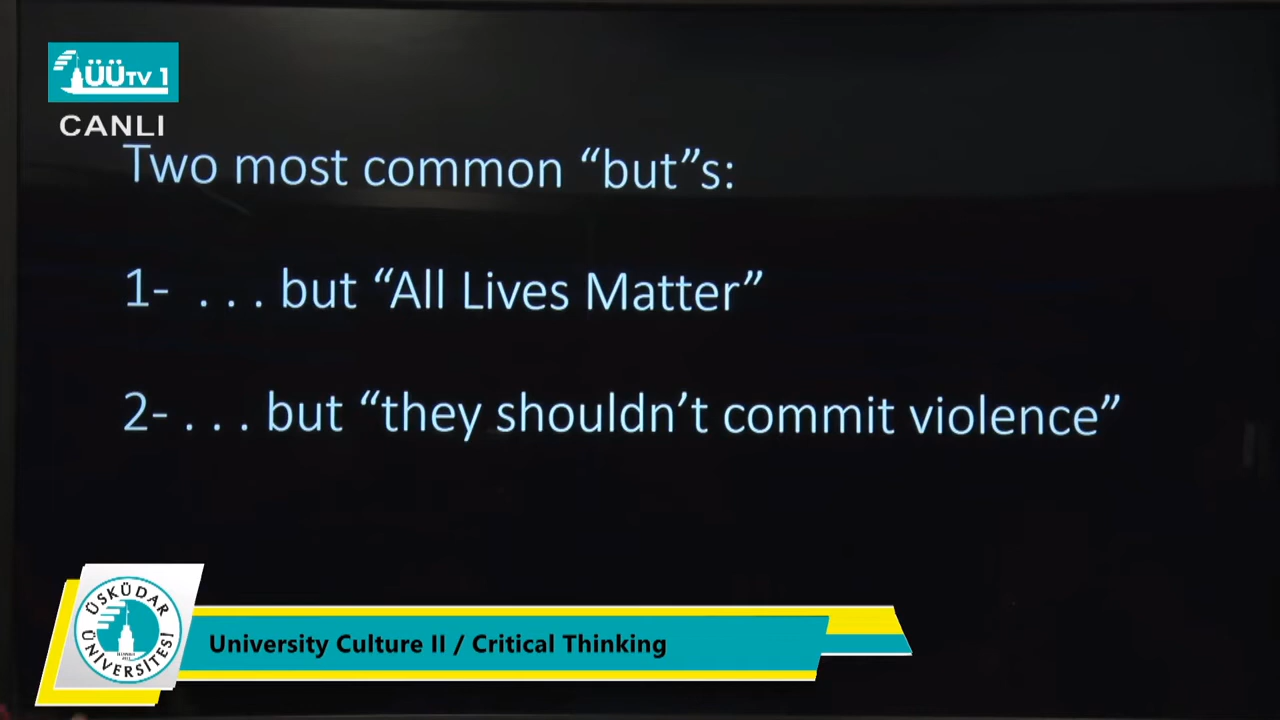 ÜÜTV 1
CANLI
Two most common “but”s:
1- . . . but “All Lives Matter”
2- . . . but “they shouldn’t commit violence”
ÜSKÜDAR
ÜNİVERSİTESİ
University Culture II / Critical Thinking